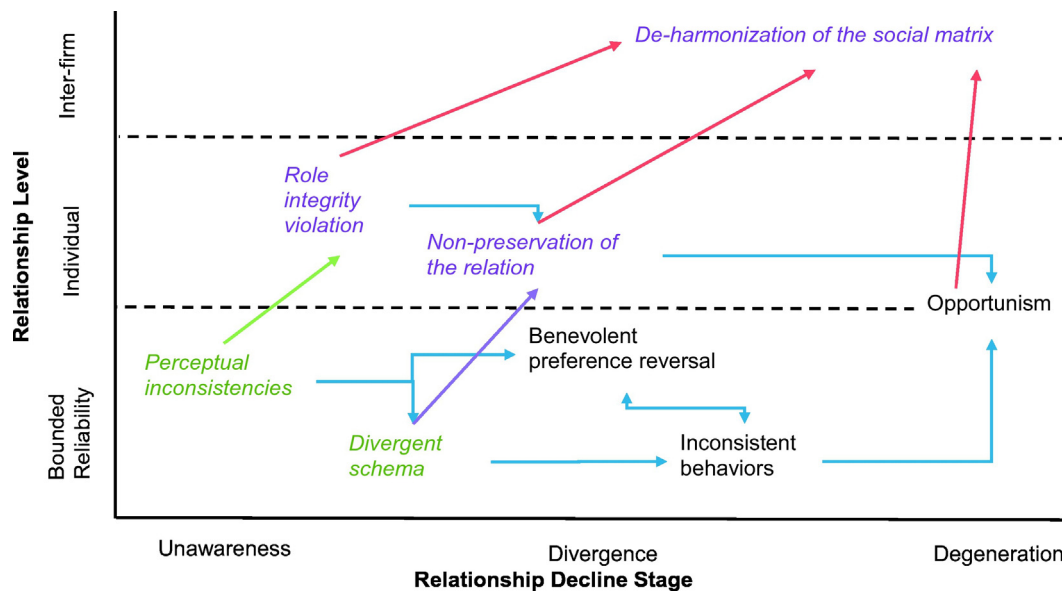 De-harmonization of the social matrix
Inter-firm
Role
integrity
violation
Relationship Level
Individual
Non-preservation of
the relation
Opportunism
Benevolent
preference reversal
Perceptual
inconsistencies
Bounded
Reliability
Divergent
schema
Inconsistent
behaviors
Unawareness
Divergence
Degeneration
Relationship Decline Stage